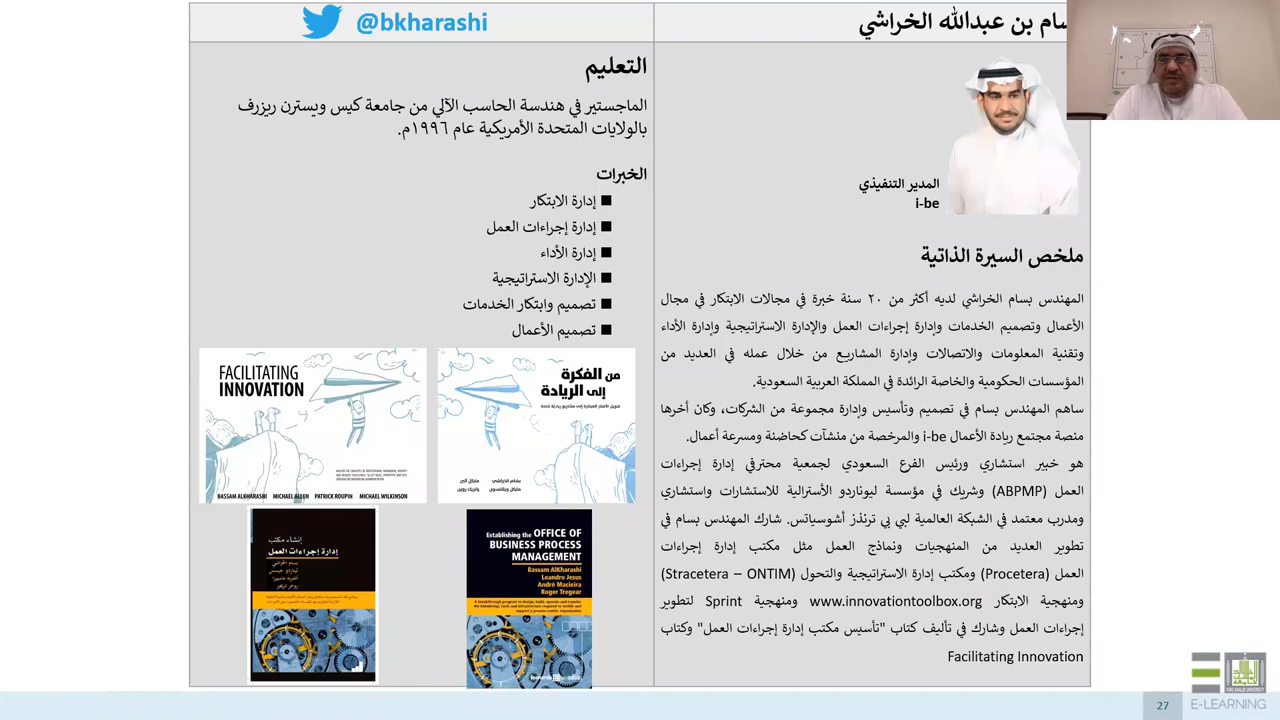 بن عبدالله الخراشي
@bkharashi
المدير التنفيذي
i-be
ملخص السيرة الذاتية
المهندس بسام الخراشي لديه أكثر من ٢٠ سنة خبرة في مجالات الابتكار في مجال
الأعمال وتصميم الخدمات وإدارة إجراءات العمل والإدارة الاستراتيجية وإدارة الأداء
وتقنية المعلومات والاتصالات وإدارة المشاريع من خلال عمله في العديد من
المؤسسات الحكومية والخاصة الرائدة في المملكة العربية السعودية.
ساهم المهندس بسام في تصميم وتأسيس وإدارة مجموعة من الشركات، وكان أخرها
منصة مجتمع ريادة الأعمال i-be والمرخصة من منشآت كحاضنة ومسرعة أعمال.
هو خبير استشاري ورئيس الفرع السعودي لجمعية محترفي إدارة إجراءات
العمل (ABPMP) وشريك في مؤسسة ليوناردو الأسترالية للاستشارات واستشاري
ومدرب معتمد في الشبكة العالمية لبي بي ترندز أسوشياتس. شارك المهندس بسام في
تطوير العديد من المنهجيات ونماذج العمل مثل مكتب إدارة إجراءات
العمل (Procetera) ومكتب إدارة الاستراتيجية والتحول (ONTIM to Stracetera)
ومنهجيه الابتكار www.innovationcube.co ومنهجية Sprint لتطوير
إجراءات العمل وشارك في تأليف كتاب "تأسيس مكتب إدارة إجراءات العمل" وكتاب
Facilitating Innovation
التعليم
الماجستير في هندسة الحاسب الآلي من جامعة كيس ويسترن ريزرف
بالولايات المتحدة الأمريكية عام ١٩٩٦م.
الخبرات
■ إدارة الابتكار
■ إدارة إجراءات العمل
■ إدارة الأداء
■ الإدارة الاستراتيجية
■ تصميم وابتكار الخدمات
■ تصميم الأعمال
من الفكرة
إلى الريادة
FACILITATING
INNOVATION
BASSAM ALKHARASHI MICHAEL ALLEN PATRICK ROUPIN MICHAEL WILKINSON
Establishing the OFFICE OF
BUSINESS PROCESS
MANAGEMENT
Bassam AlKharashi
Leandro Jesus
André Macieira
Roger Tregear
إنشاء مكتب
إدارة إجراءات العمل
27
E-LEARNING